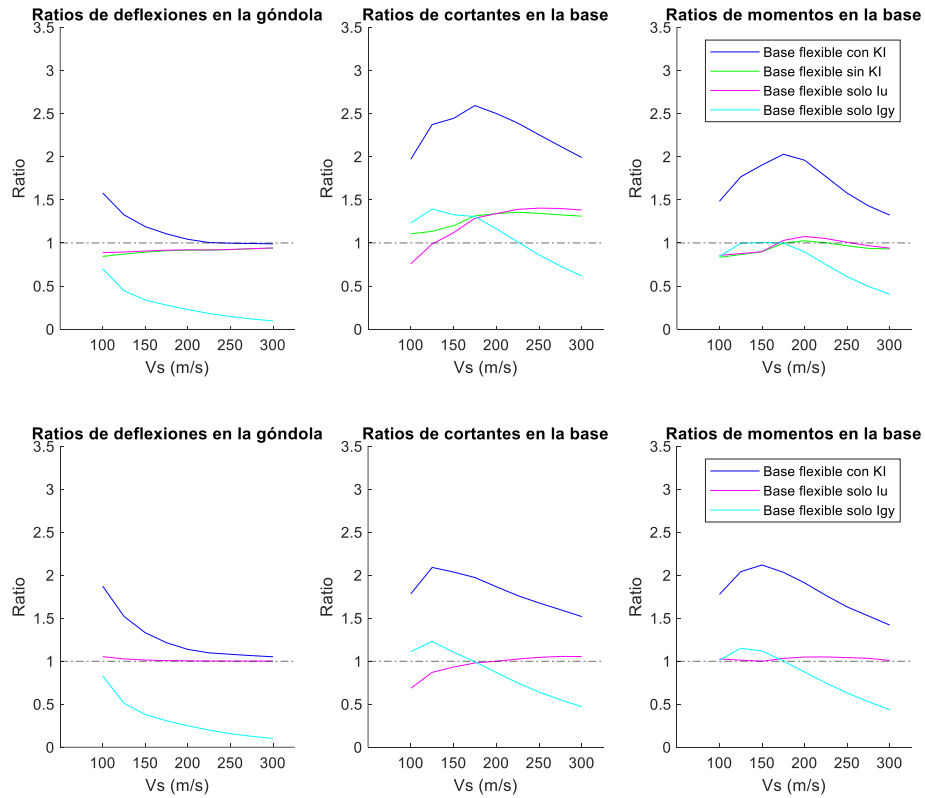 Ratios de deflexiones en la góndola
Ratios de cortantes en la base
Ratios de momentos en la base
3.5
3
2.5
2
1.5
1
0.5
0
Ratio
100 150 200 250 300
Vs (m/s)
3.5
3
2.5
2
1.5
1
0.5
0
Ratio
100 150 200 250 300
Vs (m/s)
3.5
3
2.5
2
1.5
1
0.5
0
Ratio
100 150 200 250 300
Vs (m/s)
Base flexible con KI
Base flexible sin KI
Base flexible solo Iu
Base flexible solo Igy
Ratios de deflexiones en la góndola
Ratios de cortantes en la base
Ratios de momentos en la base
3.5
3
2.5
2
1.5
1
0.5
0
Ratio
100 150 200 250 300
Vs (m/s)
3.5
3
2.5
2
1.5
1
0.5
0
Ratio
100 150 200 250 300
Vs (m/s)
3.5
3
2.5
2
1.5
1
0.5
0
Ratio
100 150 200 250 300
Vs (m/s)
Base flexible con KI
Base flexible solo Iu
Base flexible solo Igy